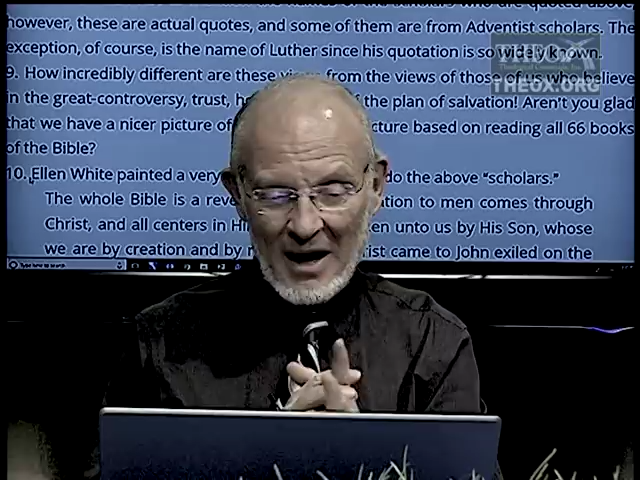 however, these are actual quotes, and some of them are from Adventist scholars. The
exception, of course, is the name of Luther since his quotation is so widely known.
THEOX.ORG
9. How incredibly different are these from the views of those of us who believe
in the great-controversy, trust, of the plan of salvation! Aren't you glad
that we have a nicer picture of picture based on reading all 66 books
of the Bible?
10. Ellen White painted a very do the above "scholars."
The whole Bible is a to men comes through
Christ, and all centers in unto us by His Son, whose
we are by creation and by came to John exiled on the